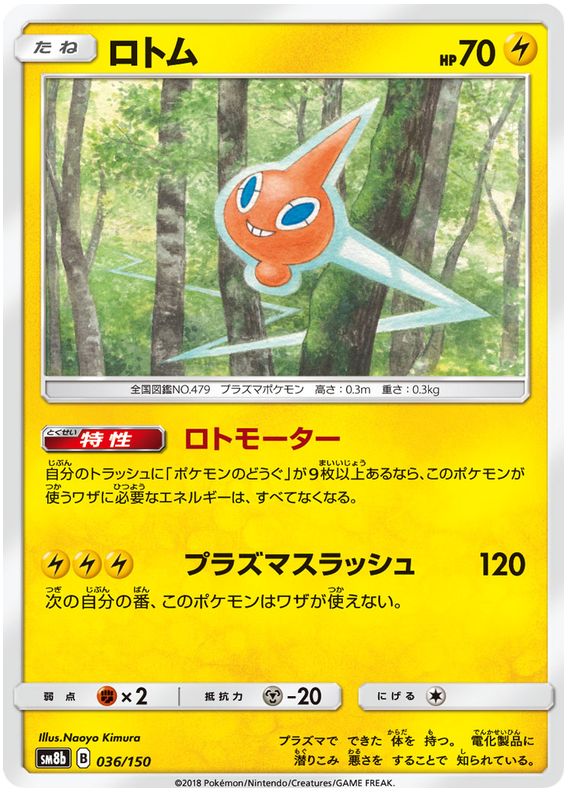 たね ロトム HP70
全国図鑑NO.479 プラズマポケモン 高さ：0.3m 重さ：0.3kg
とくせい
特性 ロトモーター
自分のトラッシュに「ポケモンのどうぐ」が9枚以上あるなら、このポケモンが
使うワザに必要なエネルギーは、すべてなくなる。
プラズマスラッシュ 120
次の自分の番、このポケモンはワザが使えない。
弱点 ×2 抵抗力 -20 にげる
Illus.Naoyo Kimura
SM8b B 036/150
プラズマで できた 体を 持つ。電化製品に
潜りこみ 悪さを することで 知られている。
©2018 Pokémon/Nintendo/Creatures/GAME FREAK.